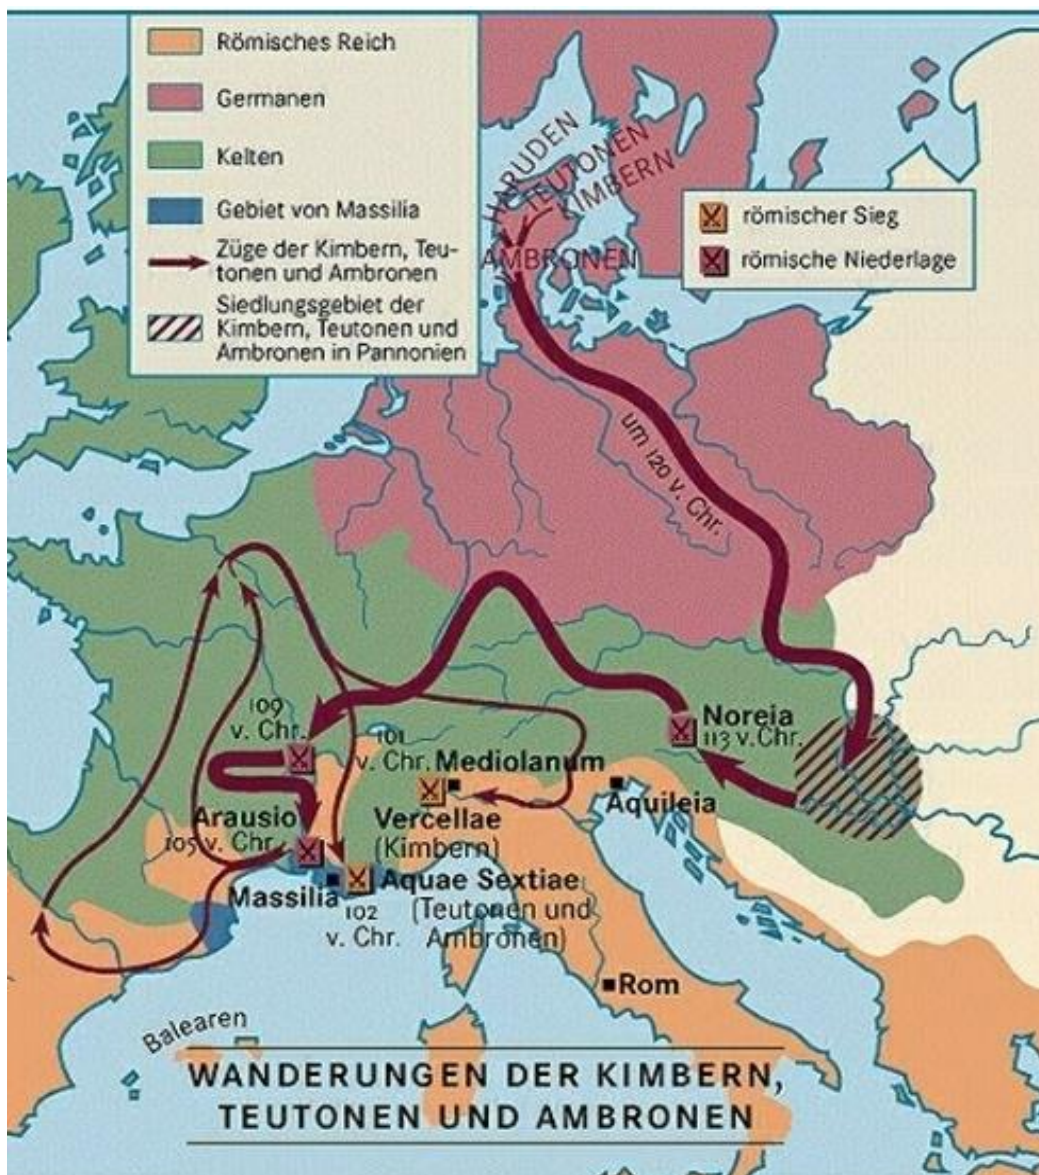 Römisches Reich
Germanen
Kelten
Gebiet von Massilia
Züge der Kimbern, Teu-
tonen und Ambronen
Siedlungsgebiet der
Kimbern, Teutonen und
Ambronen in Pannonien
römischer Sieg
römische Niederlage
HARUDEN
TEUTONEN
KIMBERN
AMBRONEN
um 120 v. Chr.
109
v. Chr.
101
v. Chr.
Mediolanum
Noreia
113 v.Chr.
Aquileia
Arausio
105 v. Chr.
Vercellae
(Kimbern)
Massilia
Aquae Sextiae
102
v. Chr.
(Teutonen und
Ambronen)
Rom
Balearen
WANDERUNGEN DER KIMBERN,
TEUTONEN UND AMBRONEN